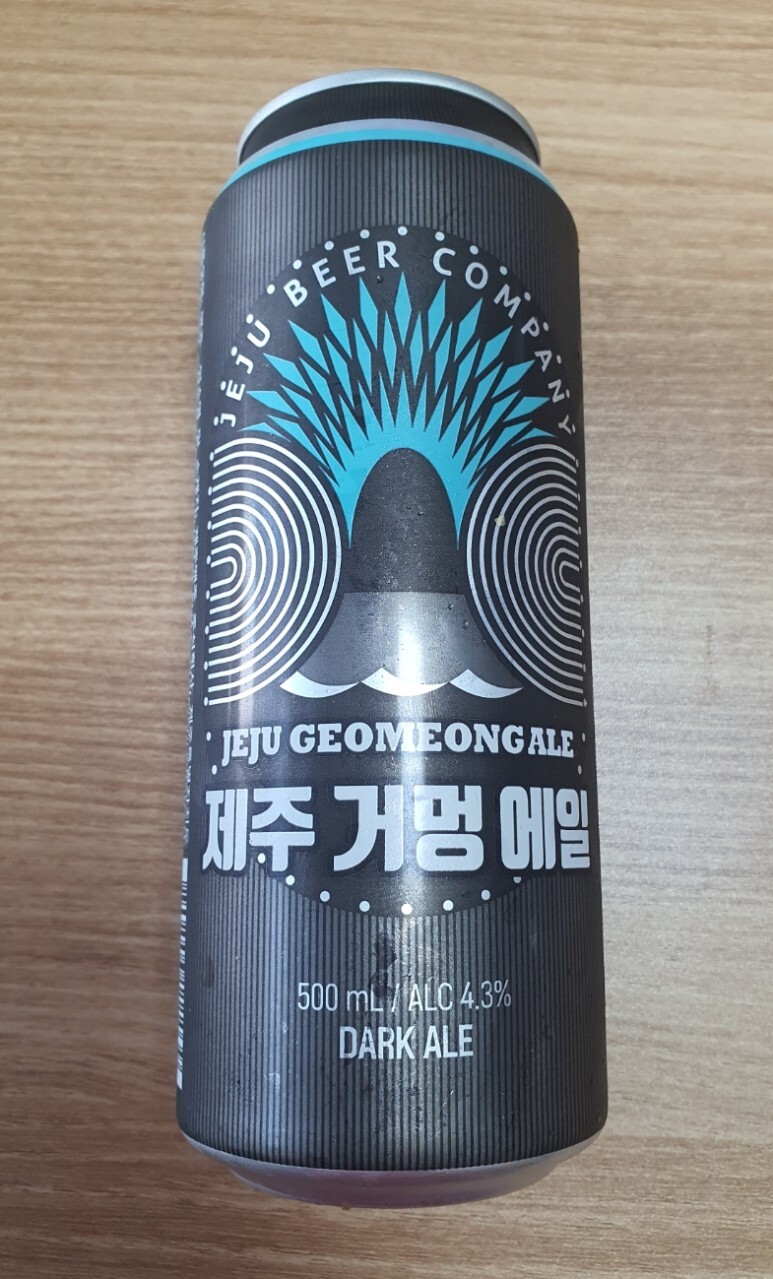 JEJU BEER COMPANY
JEJU GEOMEONG ALE
제주 거멍 에일
500 mL / ALC 4.3%
DARK ALE